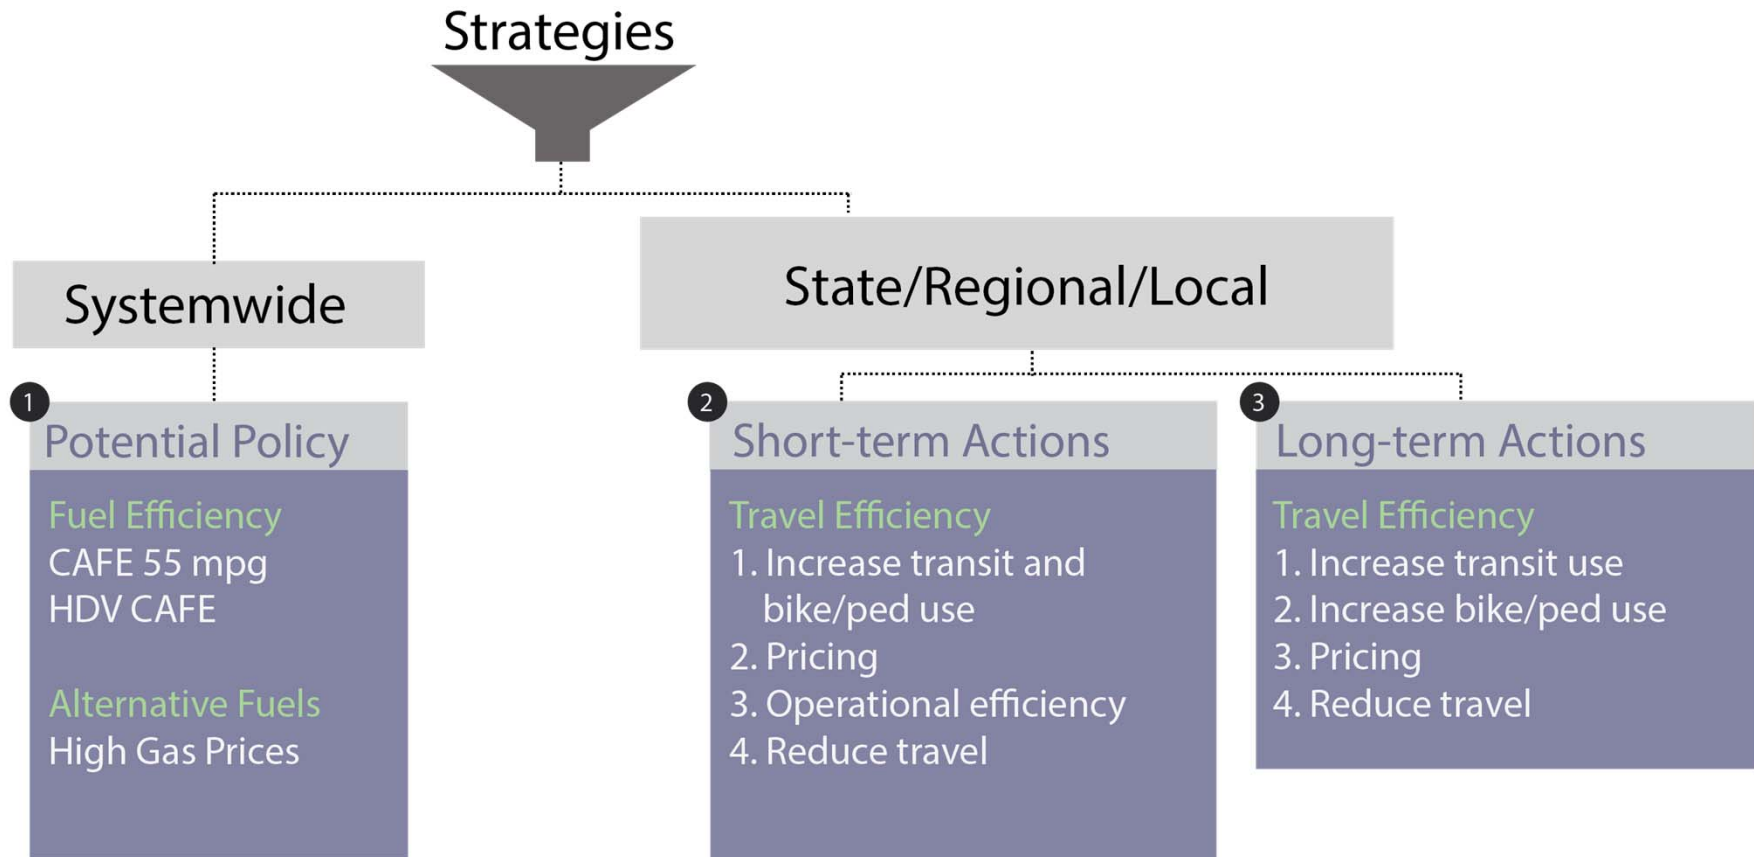 Strategies
Systemwide
State/Regional/Local
1
Potential Policy
Fuel Efficiency
CAFE 55 mpg
HDV CAFE
Alternative Fuels
High Gas Prices
2
Short-term Actions
Travel Efficiency
1. Increase transit and
bike/ped use
2. Pricing
3. Operational efficiency
4. Reduce travel
3
Long-term Actions
Travel Efficiency
1. Increase transit use
2. Increase bike/ped use
3. Pricing
4. Reduce travel